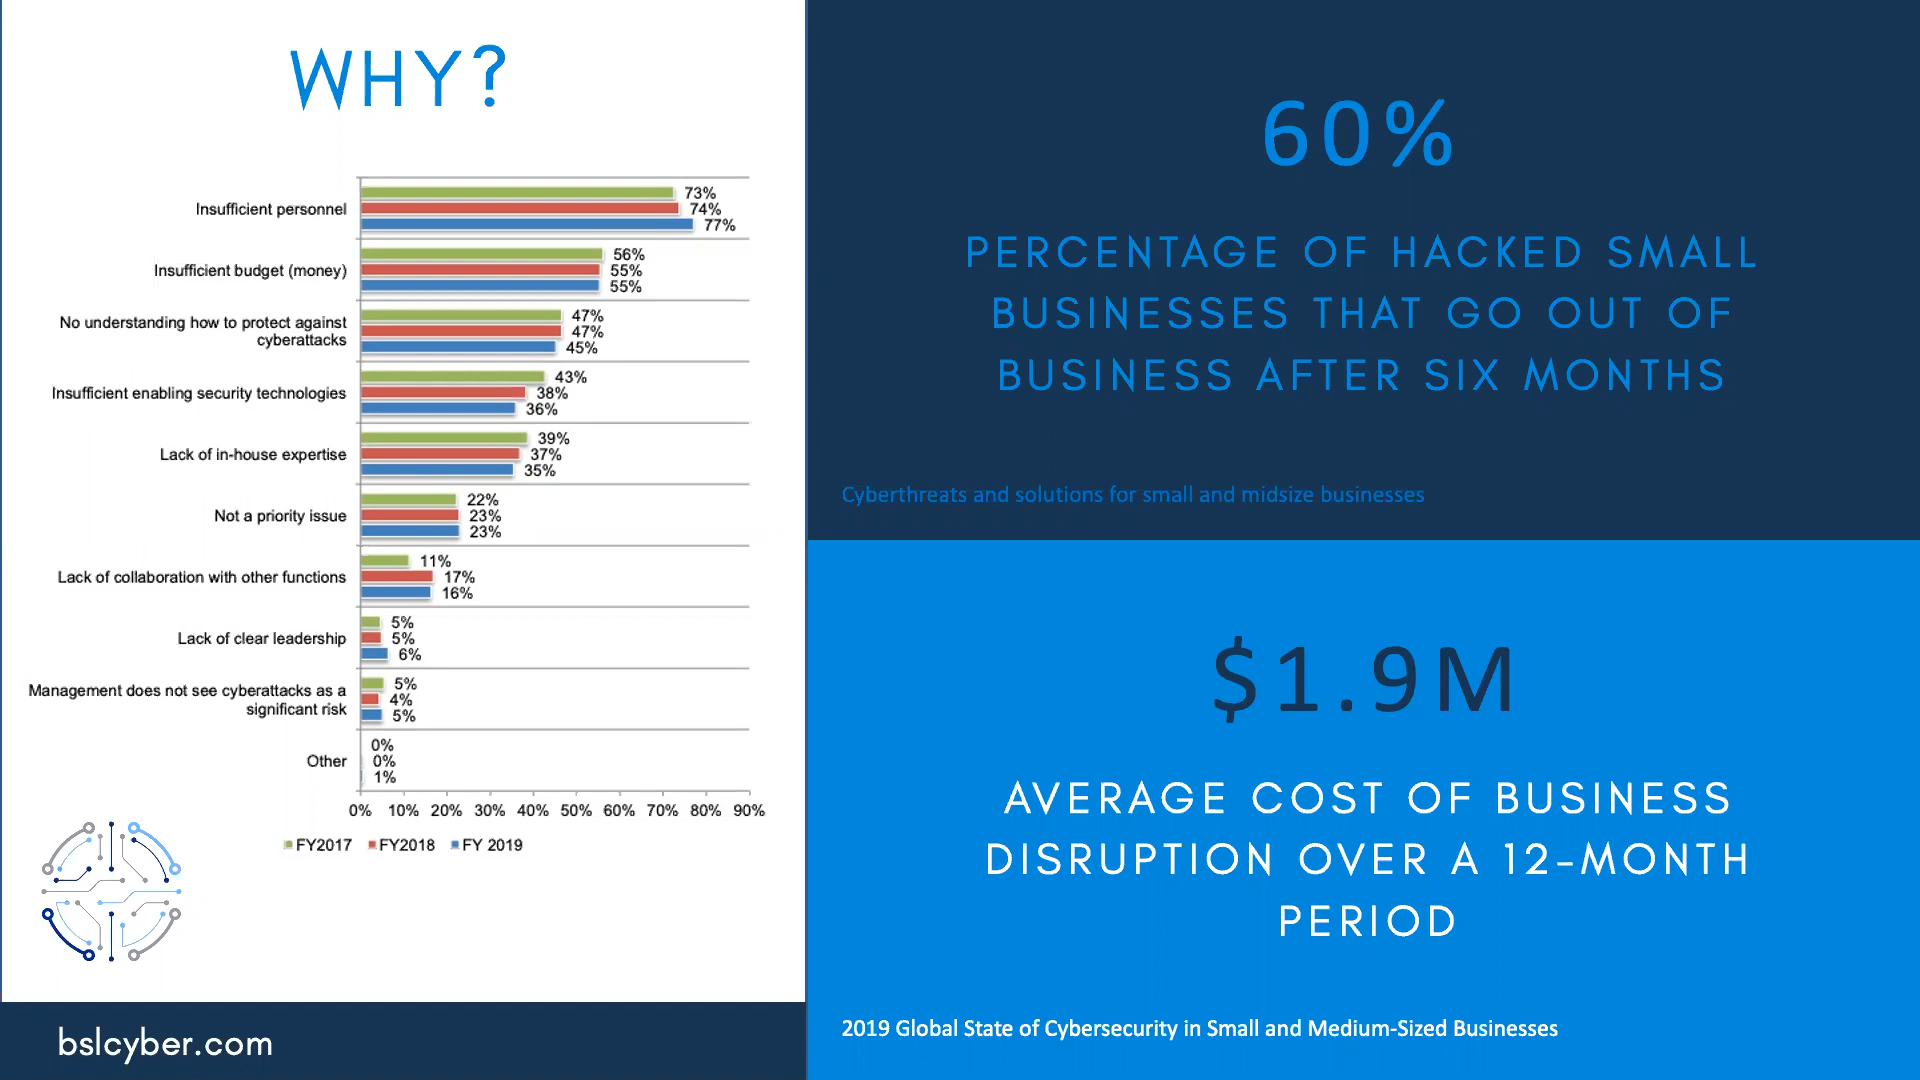 WHY?
Insufficient personnel
73%
74%
77%
Insufficient budget (money)
56%
55%
55%
No understanding how to protect against
cyberattacks
47%
47%
45%
Insufficient enabling security technologies
43%
38%
36%
Lack of in-house expertise
39%
37%
35%
Not a priority issue
22%
23%
23%
Lack of collaboration with other functions
11%
17%
16%
Lack of clear leadership
5%
5%
6%
Management does not see cyberattacks as a
significant risk
5%
4%
5%
Other
0%
0%
1%
0% 10% 20% 30% 40% 50% 60% 70% 80% 90%
FY2017 FY2018 FY 2019
bslcyber.com
60%
PERCENTAGE OF HACKED SMALL
BUSINESSES THAT GO OUT OF
BUSINESS AFTER SIX MONTHS
Cyberthreats and solutions for small and midsize businesses
$1.9M
AVERAGE COST OF BUSINESS
DISRUPTION OVER A 12-MONTH
PERIOD
2019 Global State of Cybersecurity in Small and Medium-Sized Businesses